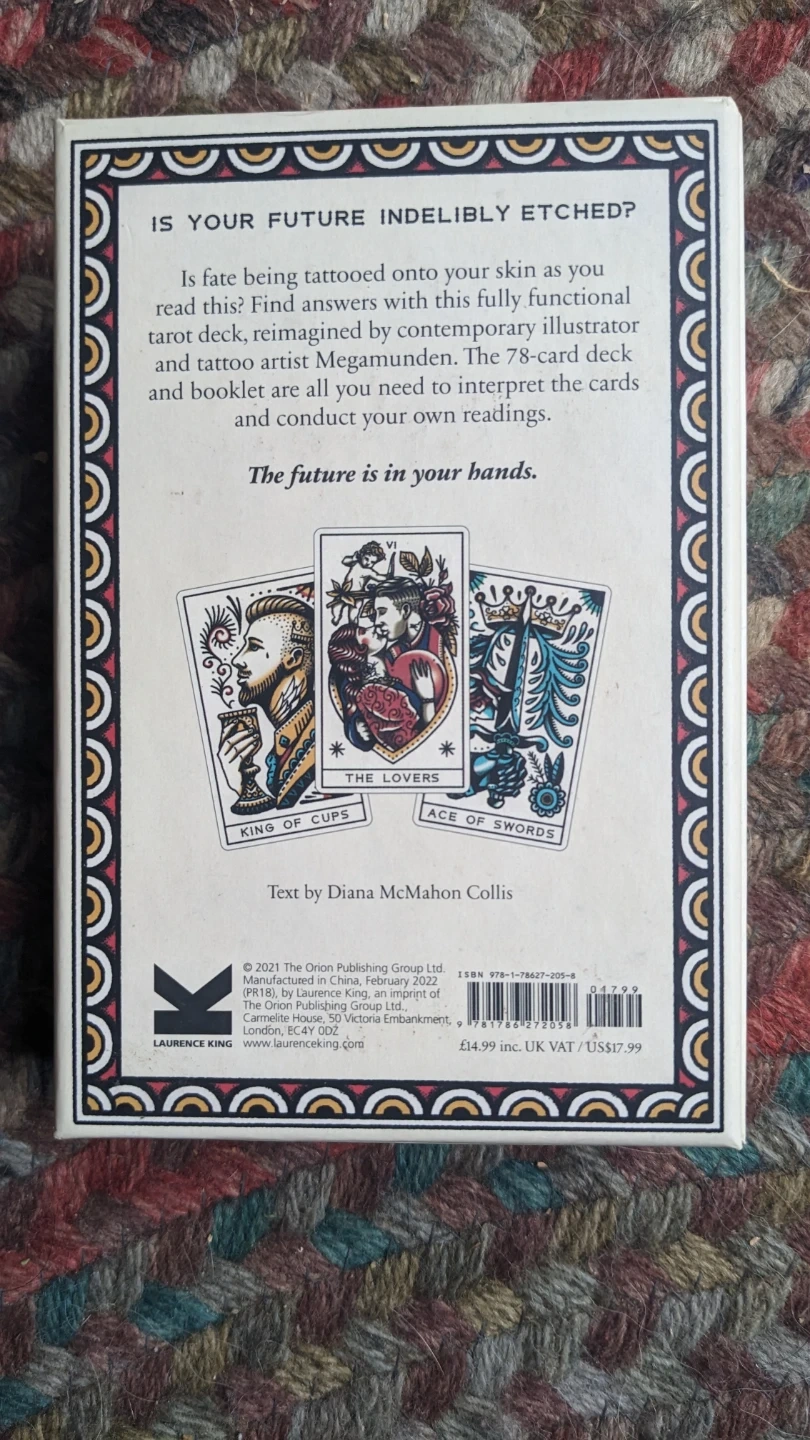 IS YOUR FUTURE INDELIBLY ETCHED?
Is fate being tattooed onto your skin as you
read this? Find answers with this fully functional
tarot deck, reimagined by contemporary illustrator
and tattoo artist Megamunden. The 78-card deck
and booklet are all you need to interpret the cards
and conduct your own readings.
The future is in your hands.
VI
THE LOVERS
KING OF CUPS
ACE OF SWORDS
Text by Diana McMahon Collis
© 2021 The Orion Publishing Group Ltd.
Manufactured in China, February 2022
(PR18), by Laurence King, an imprint of
The Orion Publishing Group Ltd.,
Carmelite House, 50 Victoria Embankment,
London, EC4Y 0DZ
www.laurenceking.com
LAURENCE KING
ISBN 978-1-78627-205-8
04799
9 781786 272058
£14.99 inc. UK VAT / US$17.99